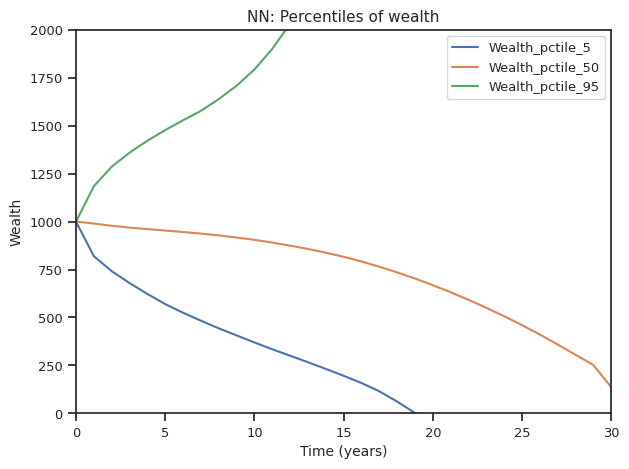 NN: Percentiles of wealth
Wealth_pctile_5
Wealth_pctile_50
Wealth_pctile_95
Wealth
2000
1750
1500
1250
1000
750
500
250
0
0 5 10 15 20 25 30
Time (years)